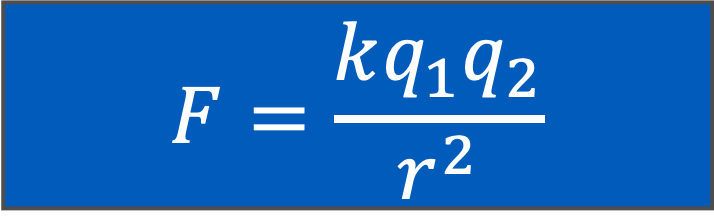 F = kq₁q₂ / r²